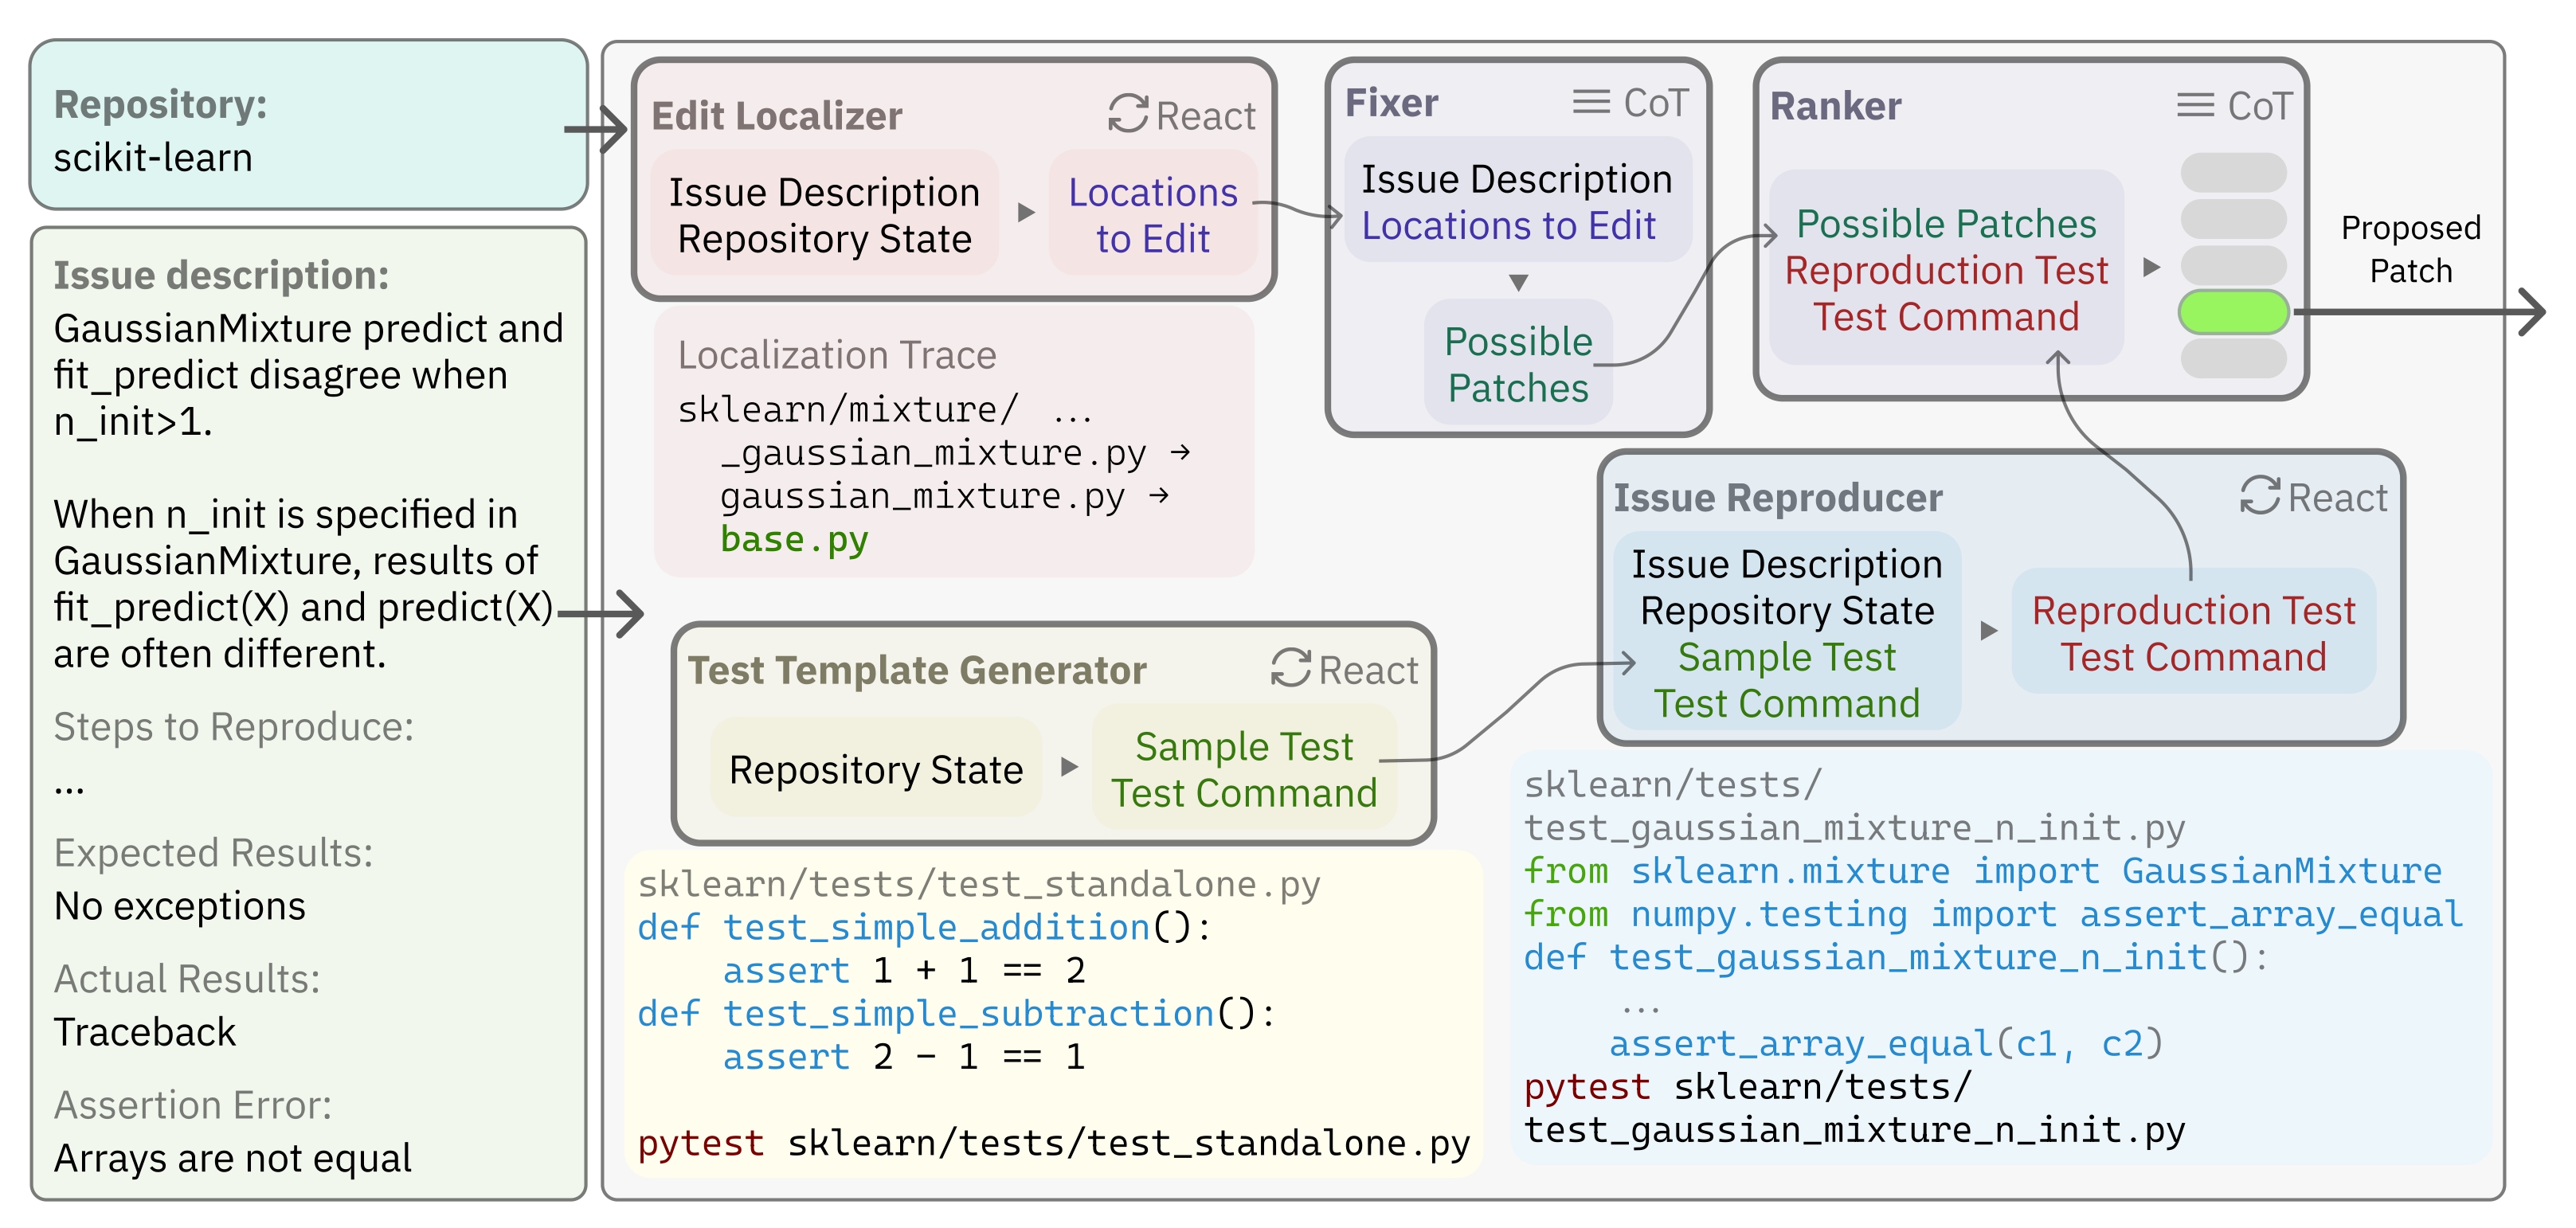 Repository:
scikit-learn
Issue description:
GaussianMixture predict and
fit_predict disagree when
n_init>1.
When n_init is specified in
GaussianMixture, results of
fit_predict(X) and predict(X)
are often different.
Steps to Reproduce:
...
Expected Results:
No exceptions
Actual Results:
Traceback
Assertion Error:
Arrays are not equal
Edit Localizer
React
Issue Description
Repository State
Locations
to Edit
Localization Trace
sklearn/mixture/ ...
_gaussian_mixture.py →
gaussian_mixture.py →
base.py
Fixer
CoT
Issue Description
Locations to Edit
Possible
Patches
Ranker
CoT
Possible Patches
Reproduction Test
Test Command
Proposed
Patch
Test Template Generator
React
Repository State
Sample Test
Test Command
sklearn/tests/test_standalone.py
def test_simple_addition():
assert 1 + 1 == 2
def test_simple_subtraction():
assert 2 - 1 == 1
pytest sklearn/tests/test_standalone.py
Issue Reproducer
React
Issue Description
Repository State
Sample Test
Test Command
Reproduction Test
Test Command
sklearn/tests/
test_gaussian_mixture_n_init.py
from sklearn.mixture import GaussianMixture
from numpy.testing import assert_array_equal
def test_gaussian_mixture_n_init():
...
assert_array_equal(c1, c2)
pytest sklearn/tests/
test_gaussian_mixture_n_init.py